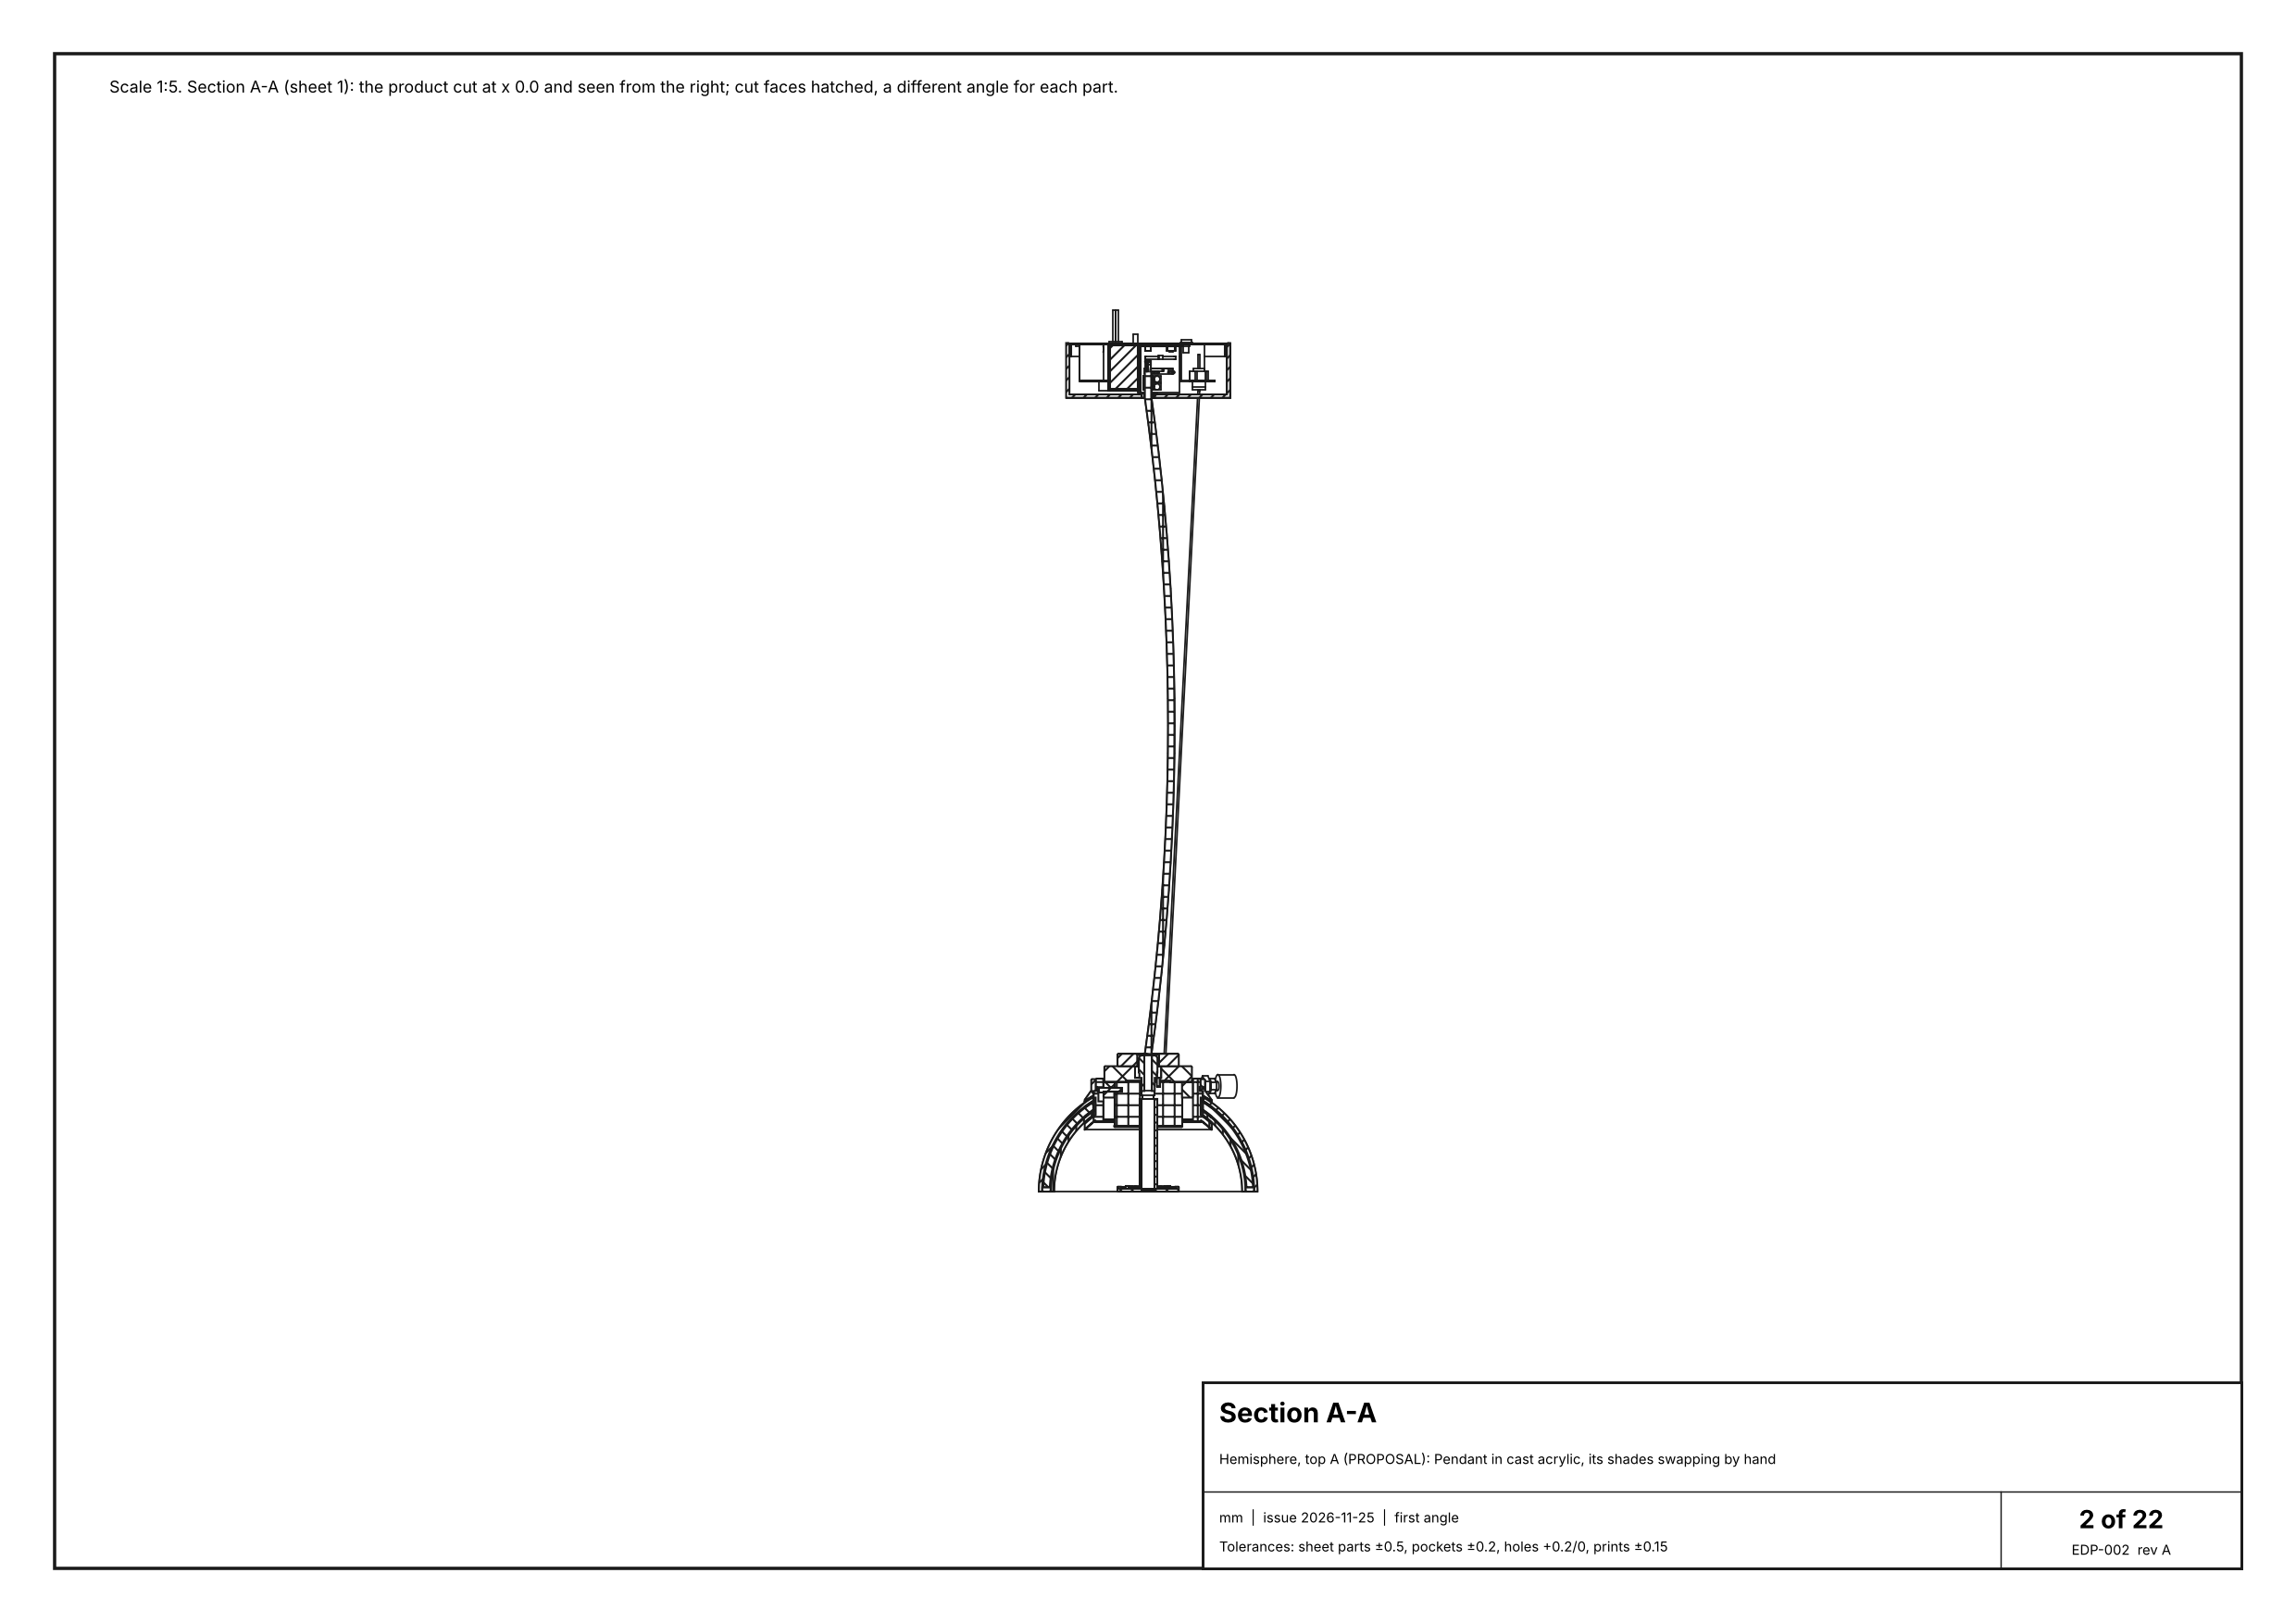 Scale 1:5. Section A-A (sheet 1): the product cut at x 0.0 and seen from the right; cut faces hatched, a different angle for each part.
Section A-A
Hemisphere, top A (PROPOSAL): Pendant in cast acrylic, its shades swapping by hand
mm | issue 2026-11-25 | first angle
Tolerances: sheet parts ±0.5, pockets ±0.2, holes +0.2/0, prints ±0.15
2 of 22
EDP-002 rev A